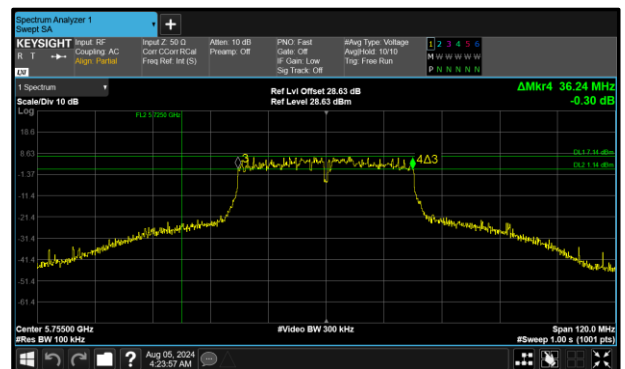 Spectrum Analyzer 1
Swept SA
+
KEYSIGHT
R T
LXI
Input: RF
Coupling: AC
Align: Partial
Input Z: 50 Ω
Corr CCorr RCal
Freq Ref: Int (S)
Atten: 10 dB
Preamp: Off
PNO: Fast
Gate: Off
IF Gain: Low
Sig Track: Off
#Avg Type: Voltage
Avg|Hold: 10/10
Trig: Free Run
1 2 3 4 5 6
M W W W W W
P N N N N N
1 Spectrum
Scale/Div 10 dB
Log
Ref Lvl Offset 28.63 dB
Ref Level 28.63 dBm
ΔMkr4 36.24 MHz
-0.30 dB
FL2 5.7250 GHz
18.6
8.63
-1.37
-11.4
-21.4
-31.4
-41.4
-51.4
-61.4
3
4Δ3
DL1 7.14 dBm
DL2 1.14 dBm
Center 5.75500 GHz
#Res BW 100 kHz
#Video BW 300 kHz
Span 120.0 MHz
#Sweep 1.00 s (1001 pts)
?
Aug 05, 2024
4:23:57 AM